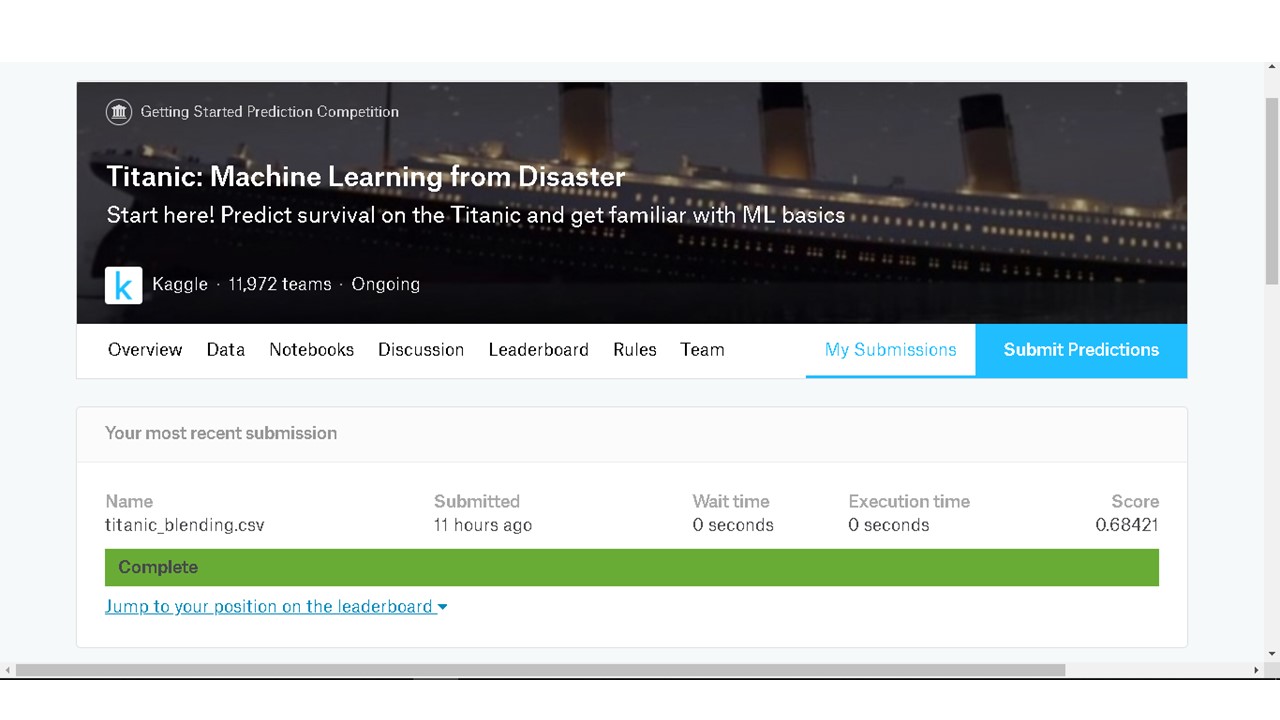 Getting Started Prediction Competition
Titanic: Machine Learning from Disaster
Start here! Predict survival on the Titanic and get familiar with ML basics
k Kaggle · 11,972 teams · Ongoing
Overview Data Notebooks Discussion Leaderboard Rules Team My Submissions Submit Predictions
Your most recent submission
Name Submitted Wait time Execution time Score
titanic_blending.csv 11 hours ago 0 seconds 0 seconds 0.68421
Complete
Jump to your position on the leaderboard